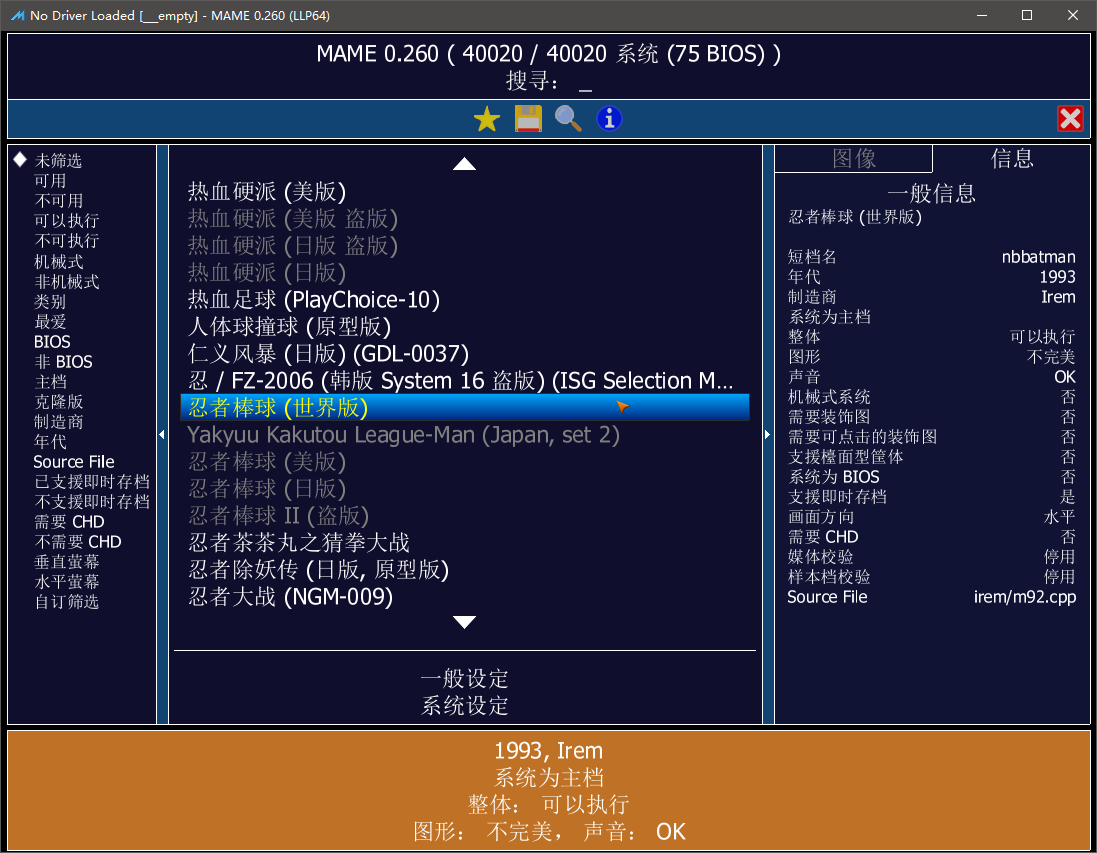 No Driver Loaded [__empty] - MAME 0.260 (LLP64)
MAME 0.260 ( 40020 / 40020 系统 (75 BIOS) )
搜寻： _
未筛选
可用
不可用
可以执行
不可执行
机械式
非机械式
类别
最爱
BIOS
非 BIOS
主档
克隆版
制造商
年代
Source File
已支援即时存档
不支援即时存档
需要 CHD
不需要 CHD
垂直萤幕
水平萤幕
自订筛选
热血硬派 (美版)
热血硬派 (美版 盗版)
热血硬派 (日版 盗版)
热血硬派 (日版)
热血足球 (PlayChoice-10)
人体球撞球 (原型版)
仁义风暴 (日版) (GDL-0037)
忍 / FZ-2006 (韩版 System 16 盗版) (ISG Selection M...
忍者棒球 (世界版)
Yakyuu Kakutou League-Man (Japan, set 2)
忍者棒球 (美版)
忍者棒球 (日版)
忍者棒球 II (盗版)
忍者茶茶丸之猜拳大战
忍者除妖传 (日版, 原型版)
忍者大战 (NGM-009)
一般设定
系统设定
图像 信息
一般信息
忍者棒球 (世界版)
短档名 nbbatman
年代 1993
制造商 Irem
系统为主档
整体 可以执行
图形 不完美
声音 OK
机械式系统 否
需要装饰图 否
需要可点击的装饰图 否
支援檯面型筐体 否
系统为 BIOS 否
支援即时存档 是
画面方向 水平
需要 CHD 否
媒体校验 停用
样本档校验 停用
Source File irem/m92.cpp
1993, Irem
系统为主档
整体： 可以执行
图形： 不完美， 声音： OK